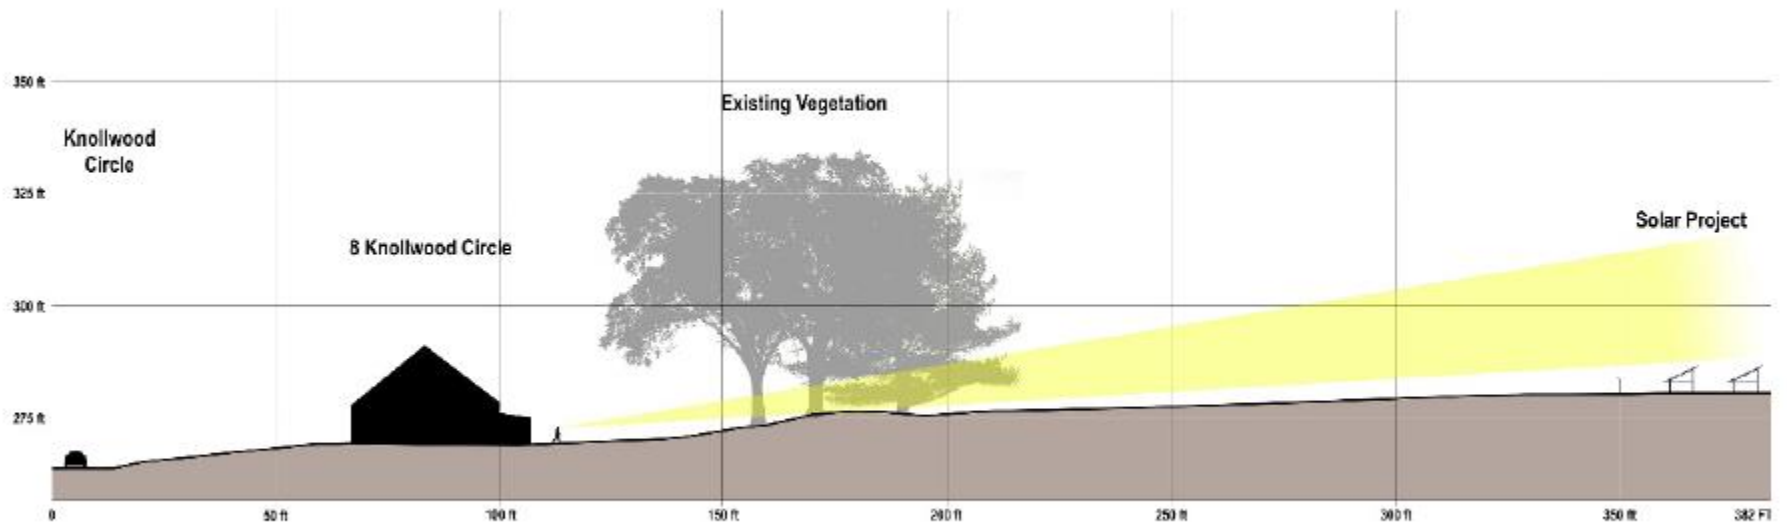 350 ft
Existing Vegetation
Knollwood
Circle
325 ft
Solar Project
8 Knollwood Circle
300 ft
275 ft
0
50 ft
100 ft
150 ft
200 ft
250 ft
300 ft
350 ft
382 FT